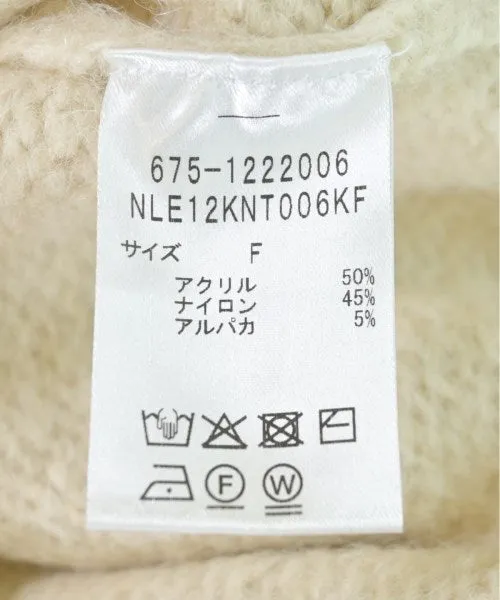 675-1222006
NLE12KNT006KF
サイズ F
アクリル 50%
ナイロン 45%
アルパカ 5%
F W